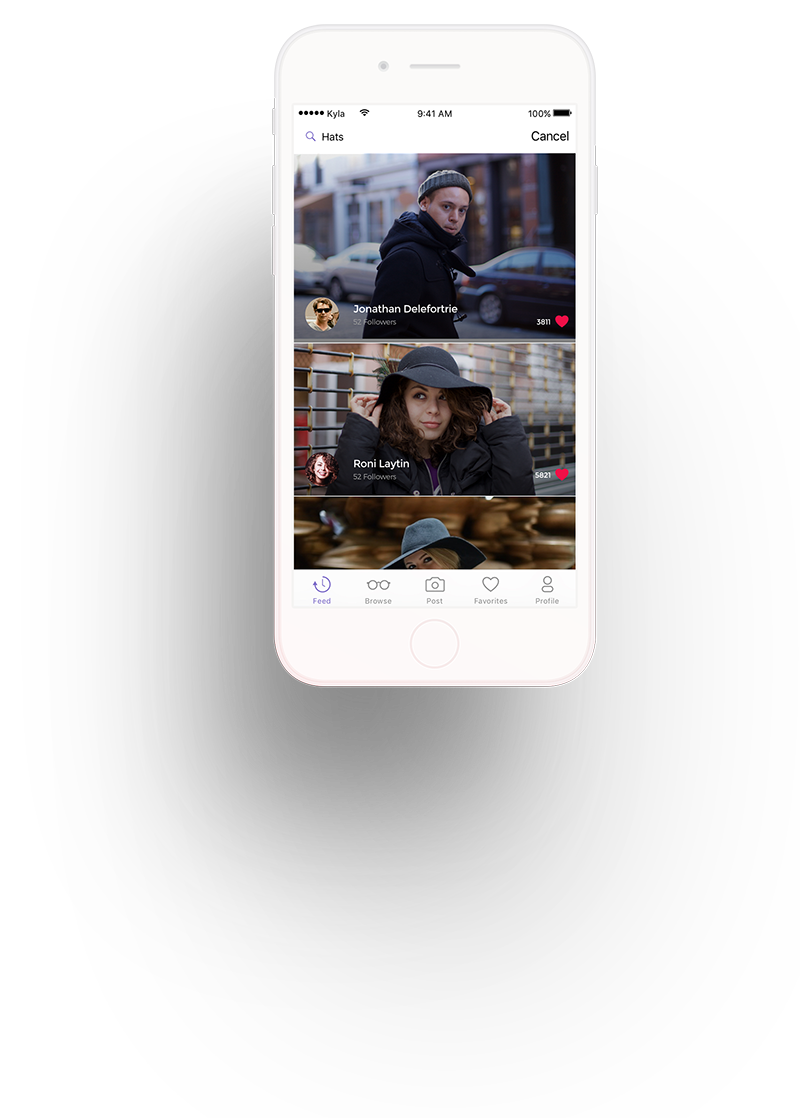 Kyla 9:41 AM 100%
Hats Cancel
Jonathan Delefortrie
52 Followers 3811
Roni Laytin
52 Followers 5821
Feed Browse Post Favorites Profile